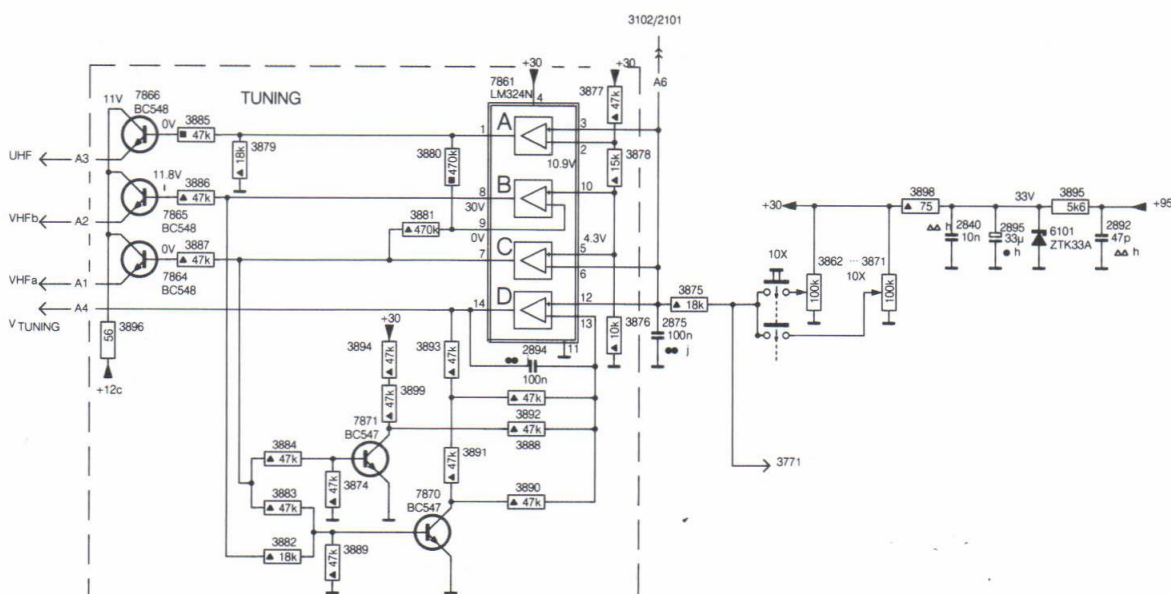 3102/2101
A6
+30
+30
7861
LM324N
4
3877
47k
TUNING
7866
BC548
11V
0V
3885
47k
3879
18k
3880
470k
1
A
3
2
10.9V
3878
15k
UHF
A3
11.8V
3886
47k
8
30V
B
10
VHFb
A2
7865
BC548
3881
470k
9
0V
0V
3887
47k
7
C
4.3V
5
6
VHFa
A1
7864
BC548
A4
V TUNING
14
D
12
13
11
3876
10k
3875
18k
2875
100n
j
56
3896
+12c
+30
3894
47k
3893
47k
2894
100n
3899
47k
47k
3892
47k
3888
7871
BC547
3884
47k
3874
47k
3891
47k
3883
47k
7870
BC547
3890
47k
3882
18k
3889
47k
3771
+30
3898
75
33V
3895
5k6
+95
2840
10n
h
2895
33µ
h
6101
ZTK33A
2892
47p
h
10X
3862 ... 3871
10X
100k
100k